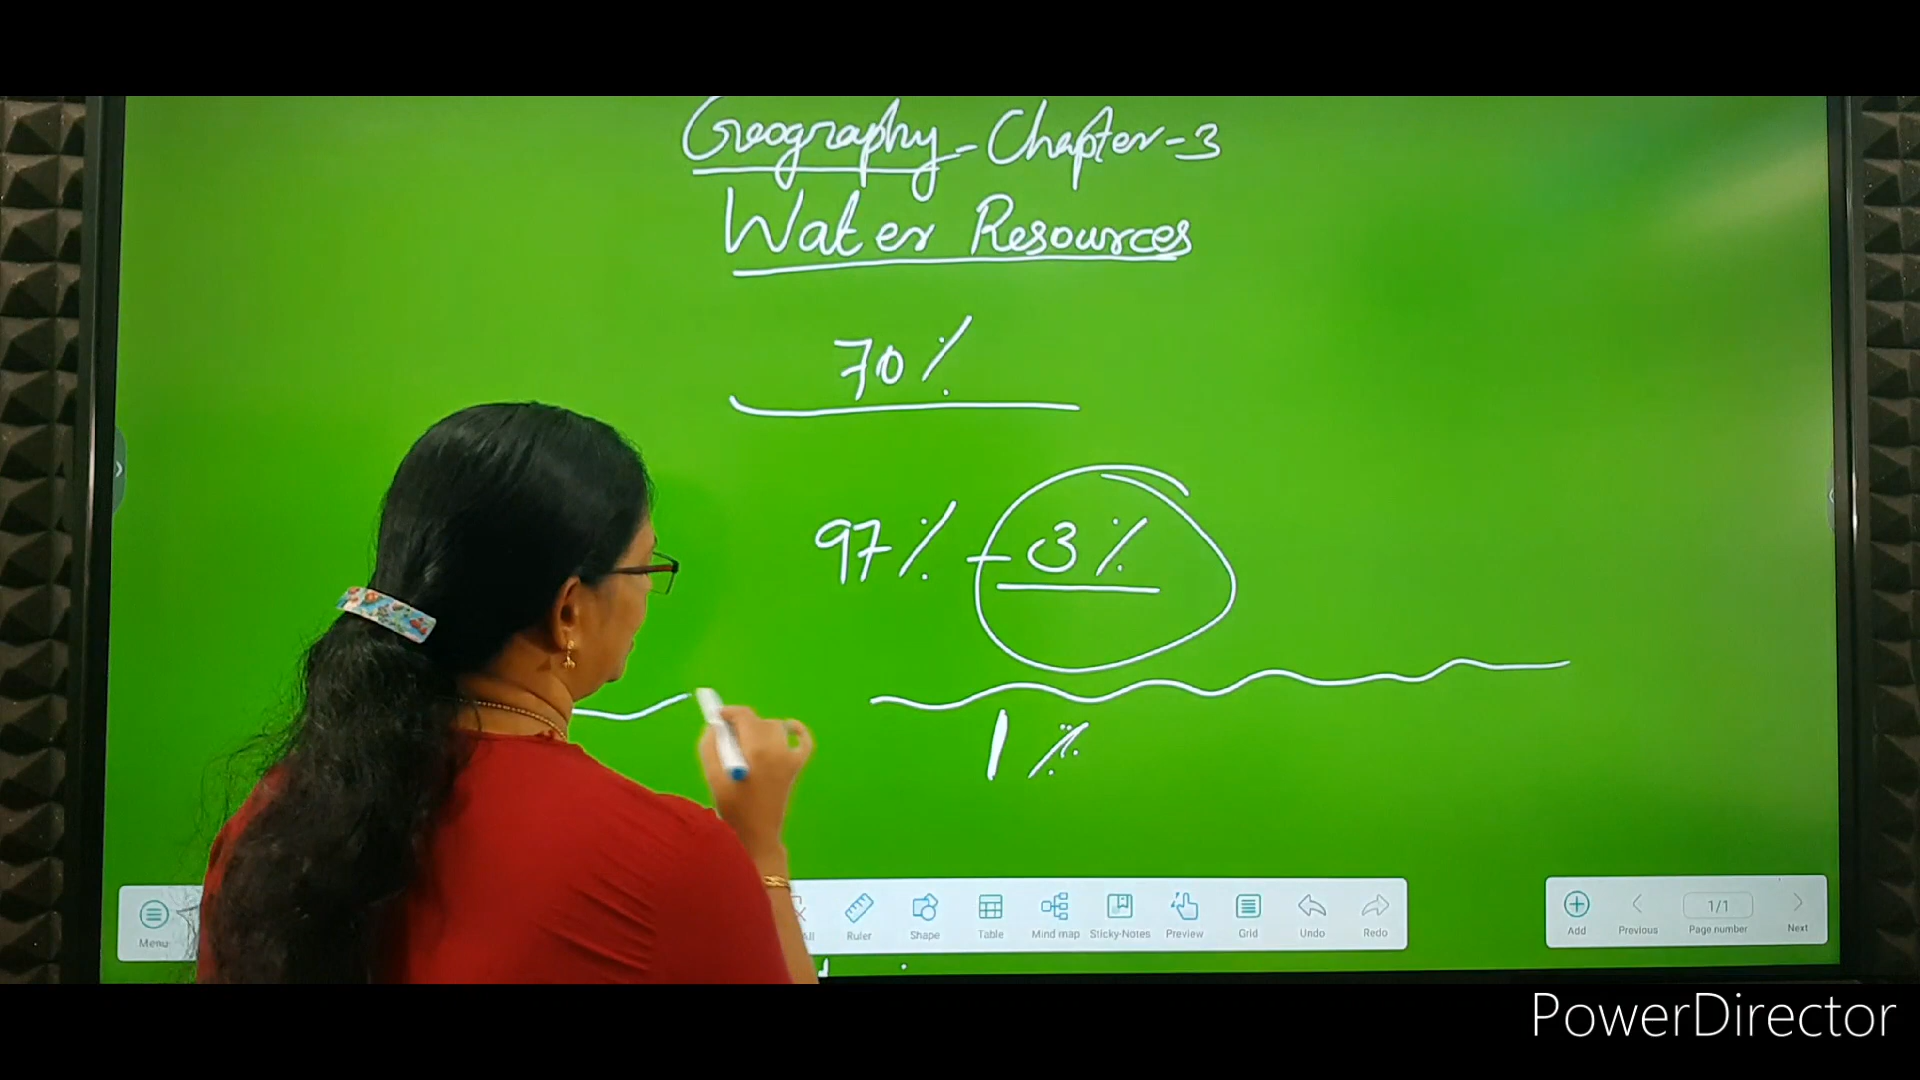 Geography - Chapter - 3
Water Resources
70%
97% - 3%
1%
Menu
Ruler
Shape
Table
Mind map
Sticky-Notes
Preview
Grid
Undo
Redo
Add
Previous
1/1
Page number
Next
PowerDirector